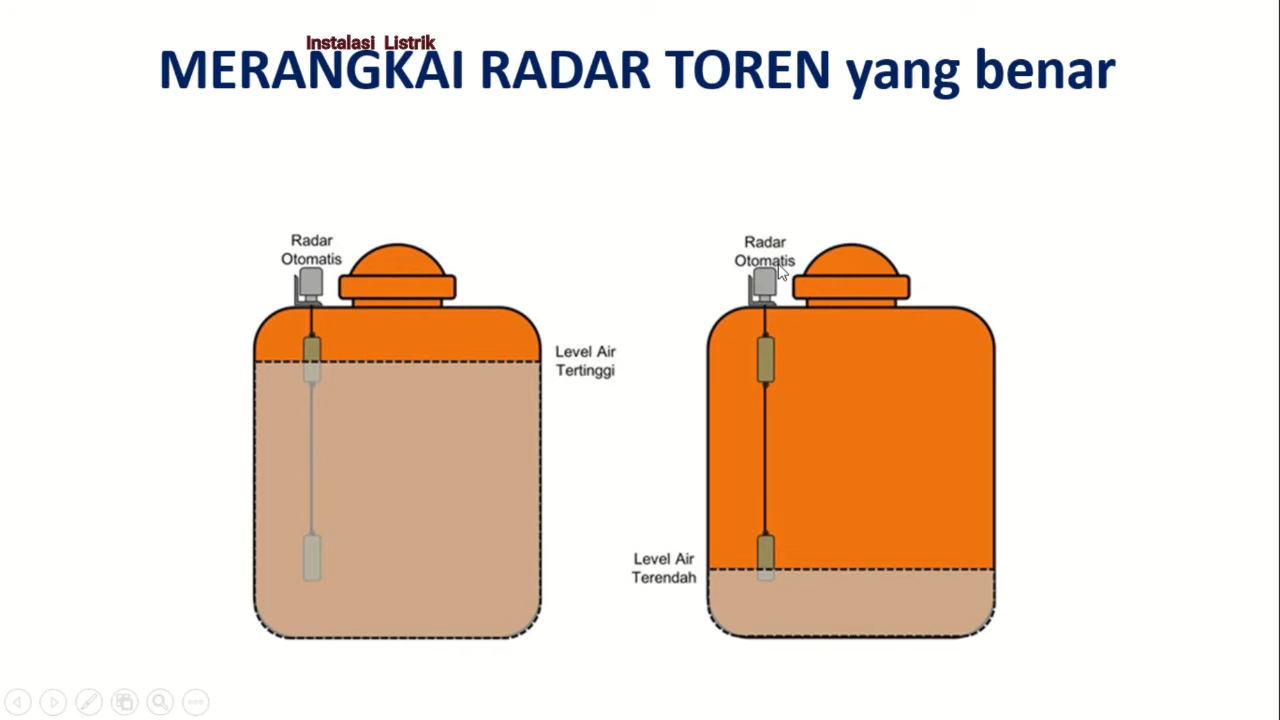 Instalasi Listrik
MERANGKAI RADAR TOREN yang benar
Radar
Otomatis
Level Air
Tertinggi
Radar
Otomatis
Level Air
Terendah